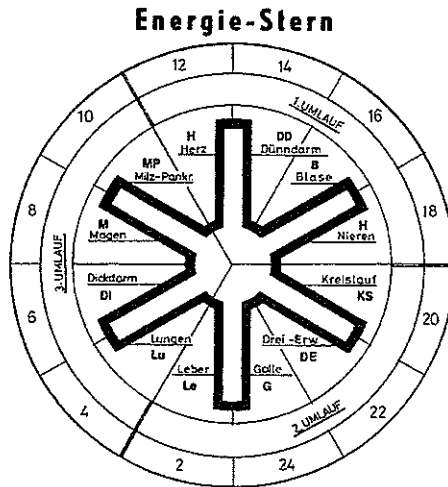 Energie-Stern
12
14
10
16
1.UMLAUF
H
Herz
DD
Dünndarm
MP
Milz-Pankr.
B
Blase
8
18
M
Magen
H
Nieren
3.UMLAUF
Dickdarm
DI
Kreislauf
KS
6
20
Lungen
Lu
Drei-Erw
DE
Leber
Le
Galle
G
4
22
2.UMLAUF
2
24